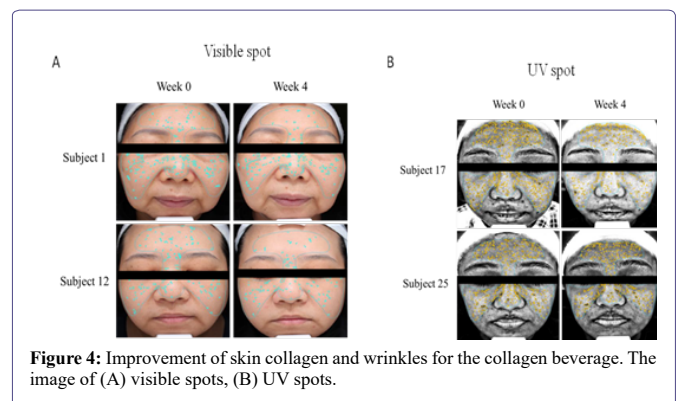 A
Visible spot
Week 0
Week 4
Subject 1
Subject 12
B
UV spot
Week 0
Week 4
Subject 17
Subject 25
Figure 4: Improvement of skin collagen and wrinkles for the collagen beverage. The
image of (A) visible spots, (B) UV spots.